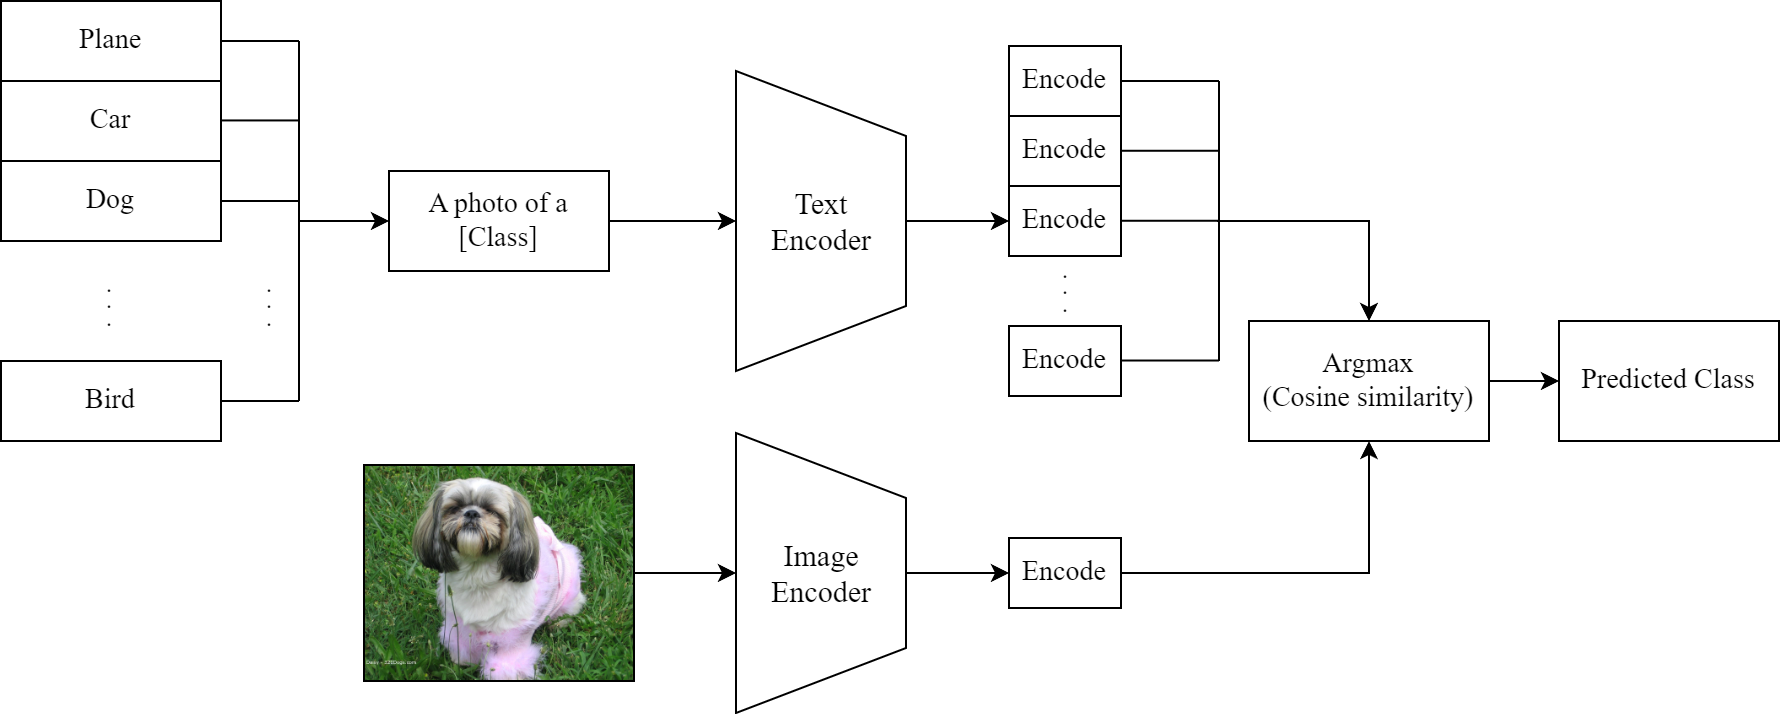 Plane
Car
Dog
Bird
A photo of a
[Class]
Text
Encoder
Encode
Encode
Encode
Encode
Image
Encoder
Encode
Argmax
(Cosine similarity)
Predicted Class